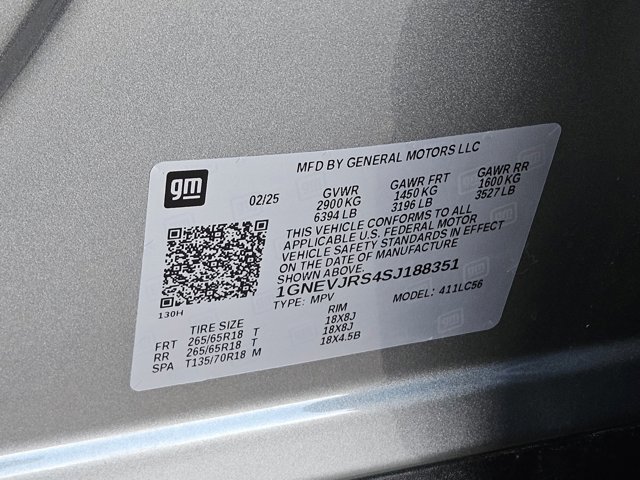 MFD BY GENERAL MOTORS LLC
gm
02/25 GVWR GAWR FRT GAWR RR
2900 KG 1450 KG 1600 KG
6394 LB 3196 LB 3527 LB
THIS VEHICLE CONFORMS TO ALL
APPLICABLE U.S. FEDERAL MOTOR
VEHICLE SAFETY STANDARDS IN EFFECT
ON THE DATE OF MANUFACTURE
SHOWN ABOVE.
1GNEVJRS4SJ188351
TYPE: MPV MODEL: 411LC56
130H
TIRE SIZE RIM
FRT 265/65R18 T 18X8J
RR 265/65R18 T 18X8J
SPA T135/70R18 M 18X4.5B